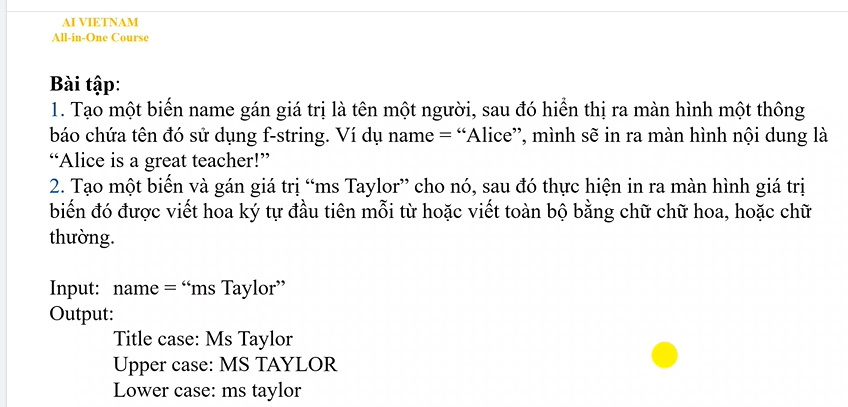 AI VIETNAM
All-in-One Course
Bài tập:
1. Tạo một biến name gán giá trị là tên một người, sau đó hiển thị ra màn hình một thông
báo chứa tên đó sử dụng f-string. Ví dụ name = “Alice”, mình sẽ in ra màn hình nội dung là
“Alice is a great teacher!”
2. Tạo một biến và gán giá trị “ms Taylor” cho nó, sau đó thực hiện in ra màn hình giá trị
biến đó được viết hoa ký tự đầu tiên mỗi từ hoặc viết toàn bộ bằng chữ chữ hoa, hoặc chữ
thường.
Input: name = “ms Taylor”
Output:
Title case: Ms Taylor
Upper case: MS TAYLOR
Lower case: ms taylor